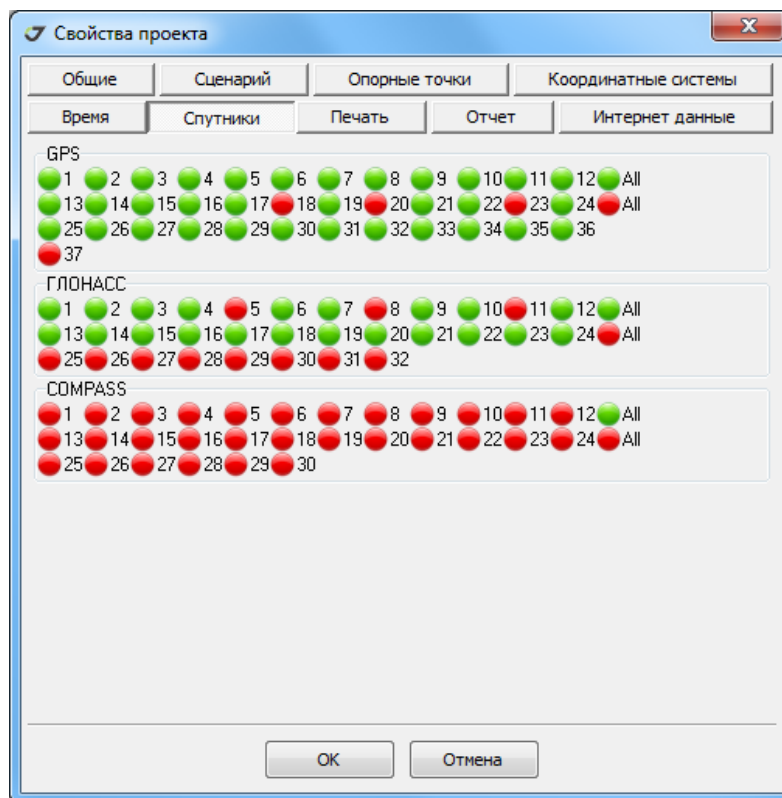 Свойства проекта
Общие Сценарий Опорные точки Координатные системы
Время Спутники Печать Отчет Интернет данные
GPS
1 2 3 4 5 6 7 8 9 10 11 12 All
13 14 15 16 17 18 19 20 21 22 23 24 All
25 26 27 28 29 30 31 32 33 34 35 36
37
ГЛОНАСС
1 2 3 4 5 6 7 8 9 10 11 12 All
13 14 15 16 17 18 19 20 21 22 23 24 All
25 26 27 28 29 30 31 32
COMPASS
1 2 3 4 5 6 7 8 9 10 11 12 All
13 14 15 16 17 18 19 20 21 22 23 24 All
25 26 27 28 29 30
OK Отмена